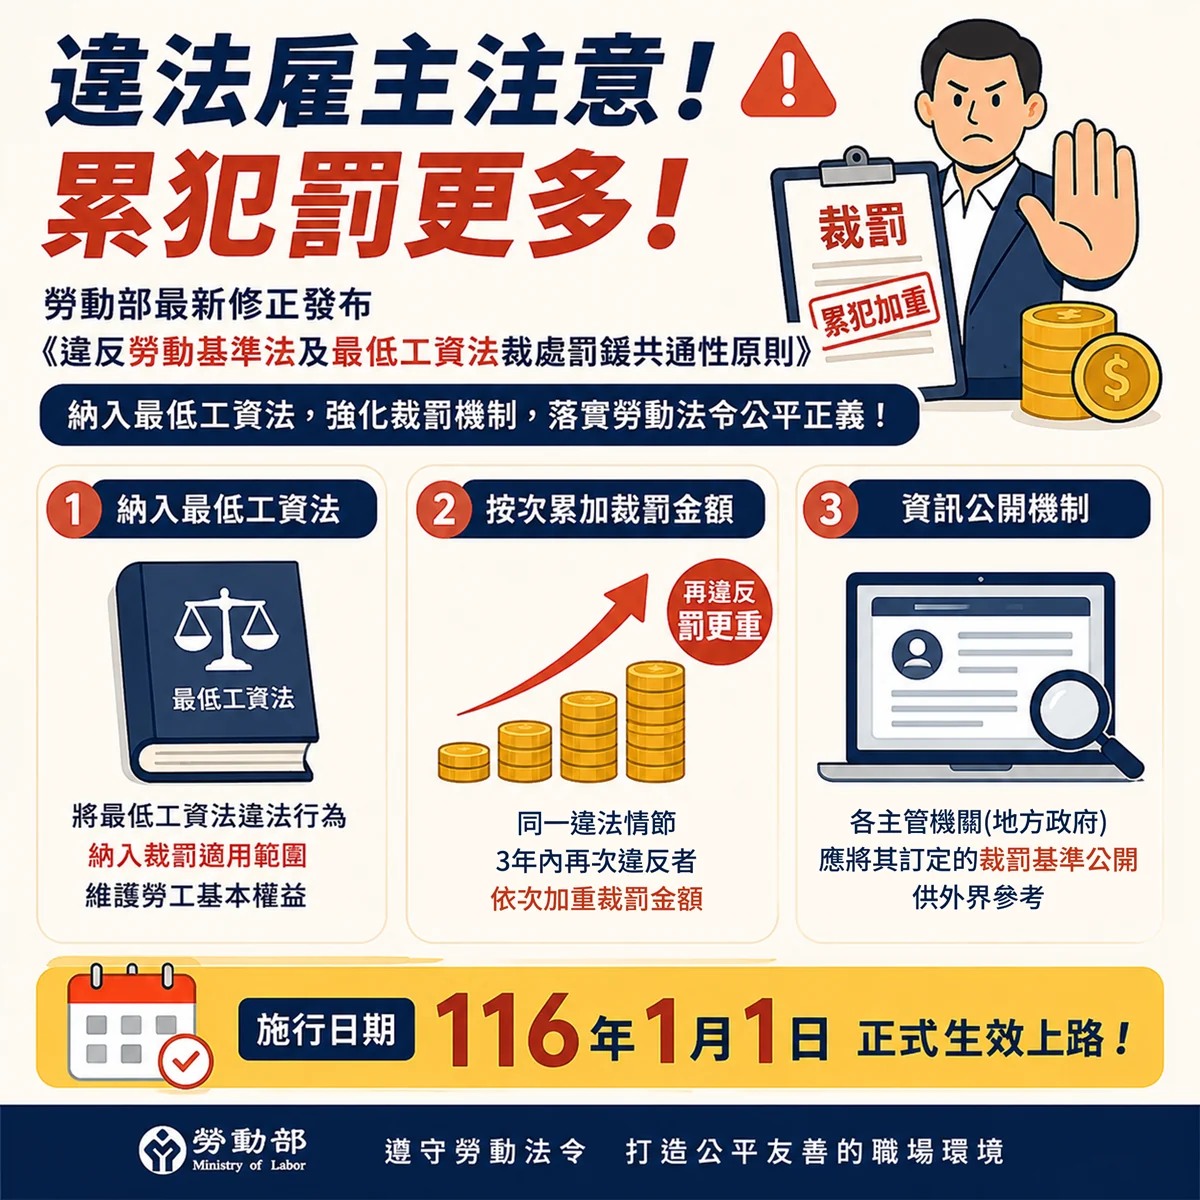 違法雇主注意！
累犯罰更多！
裁罰
累犯加重
勞動部最新修正發布
《違反勞動基準法及最低工資法裁處罰鍰共通性原則》
納入最低工資法，強化裁罰機制，落實勞動法令公平正義！
1 納入最低工資法
最低工資法
將最低工資法違法行為
納入裁罰適用範圍
維護勞工基本權益
2 按次累加裁罰金額
再違反
罰更重
同一違法情節
3年內再次違反者
依次加重裁罰金額
3 資訊公開機制
各主管機關(地方政府)
應將其訂定的裁罰基準公開
供外界參考
施行日期 116年1月1日 正式生效上路！
勞動部
Ministry of Labor
遵守勞動法令 打造公平友善的職場環境